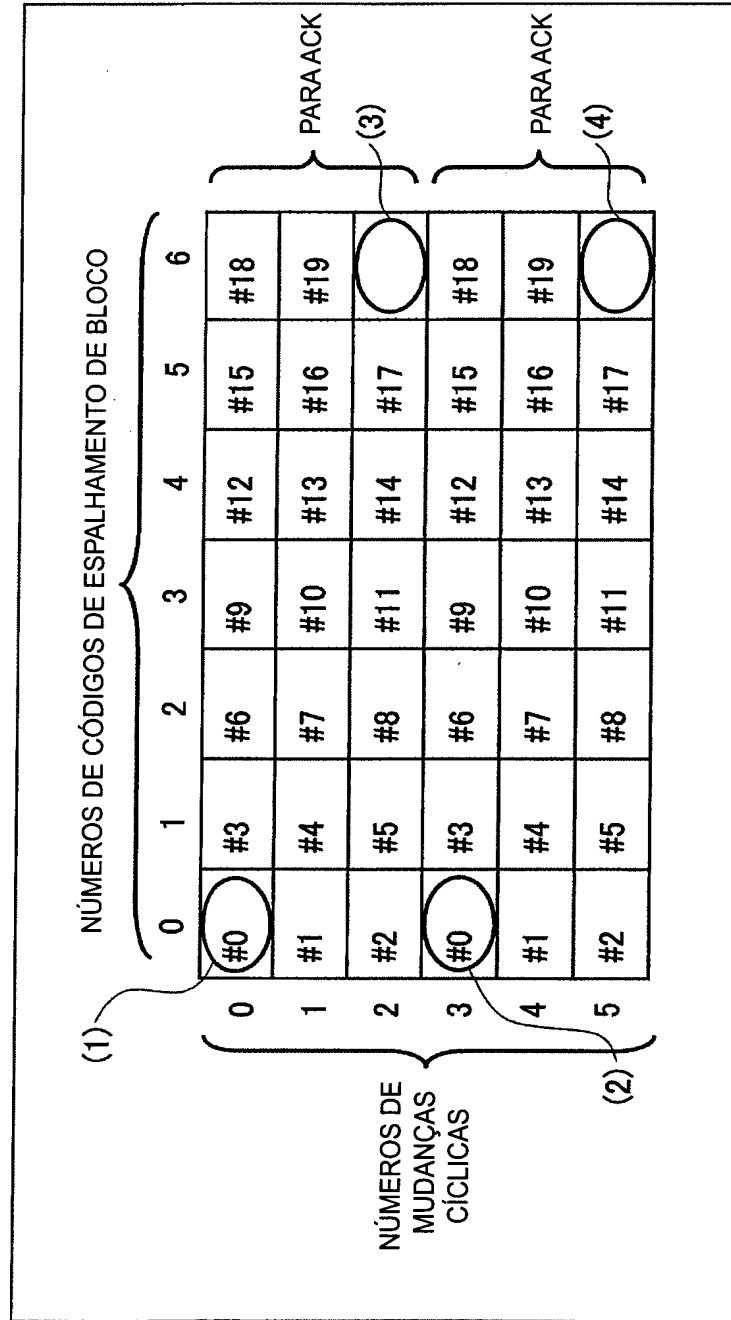 NÚMEROS DE CÓDIGOS DE ESPALHAMENTO DE BLOCO
0 1 2 3 4 5 6
(1)
0 #0 #3 #6 #9 #12 #15 #18
1 #1 #4 #7 #10 #13 #16 #19
2 #2 #5 #8 #11 #14 #17
3 #0 #3 #6 #9 #12 #15 #18
4 #1 #4 #7 #10 #13 #16 #19
5 #2 #5 #8 #11 #14 #17
NÚMEROS DE
MUDANÇAS
CÍCLICAS
(2)
PARA ACK
(3)
PARA ACK
(4)